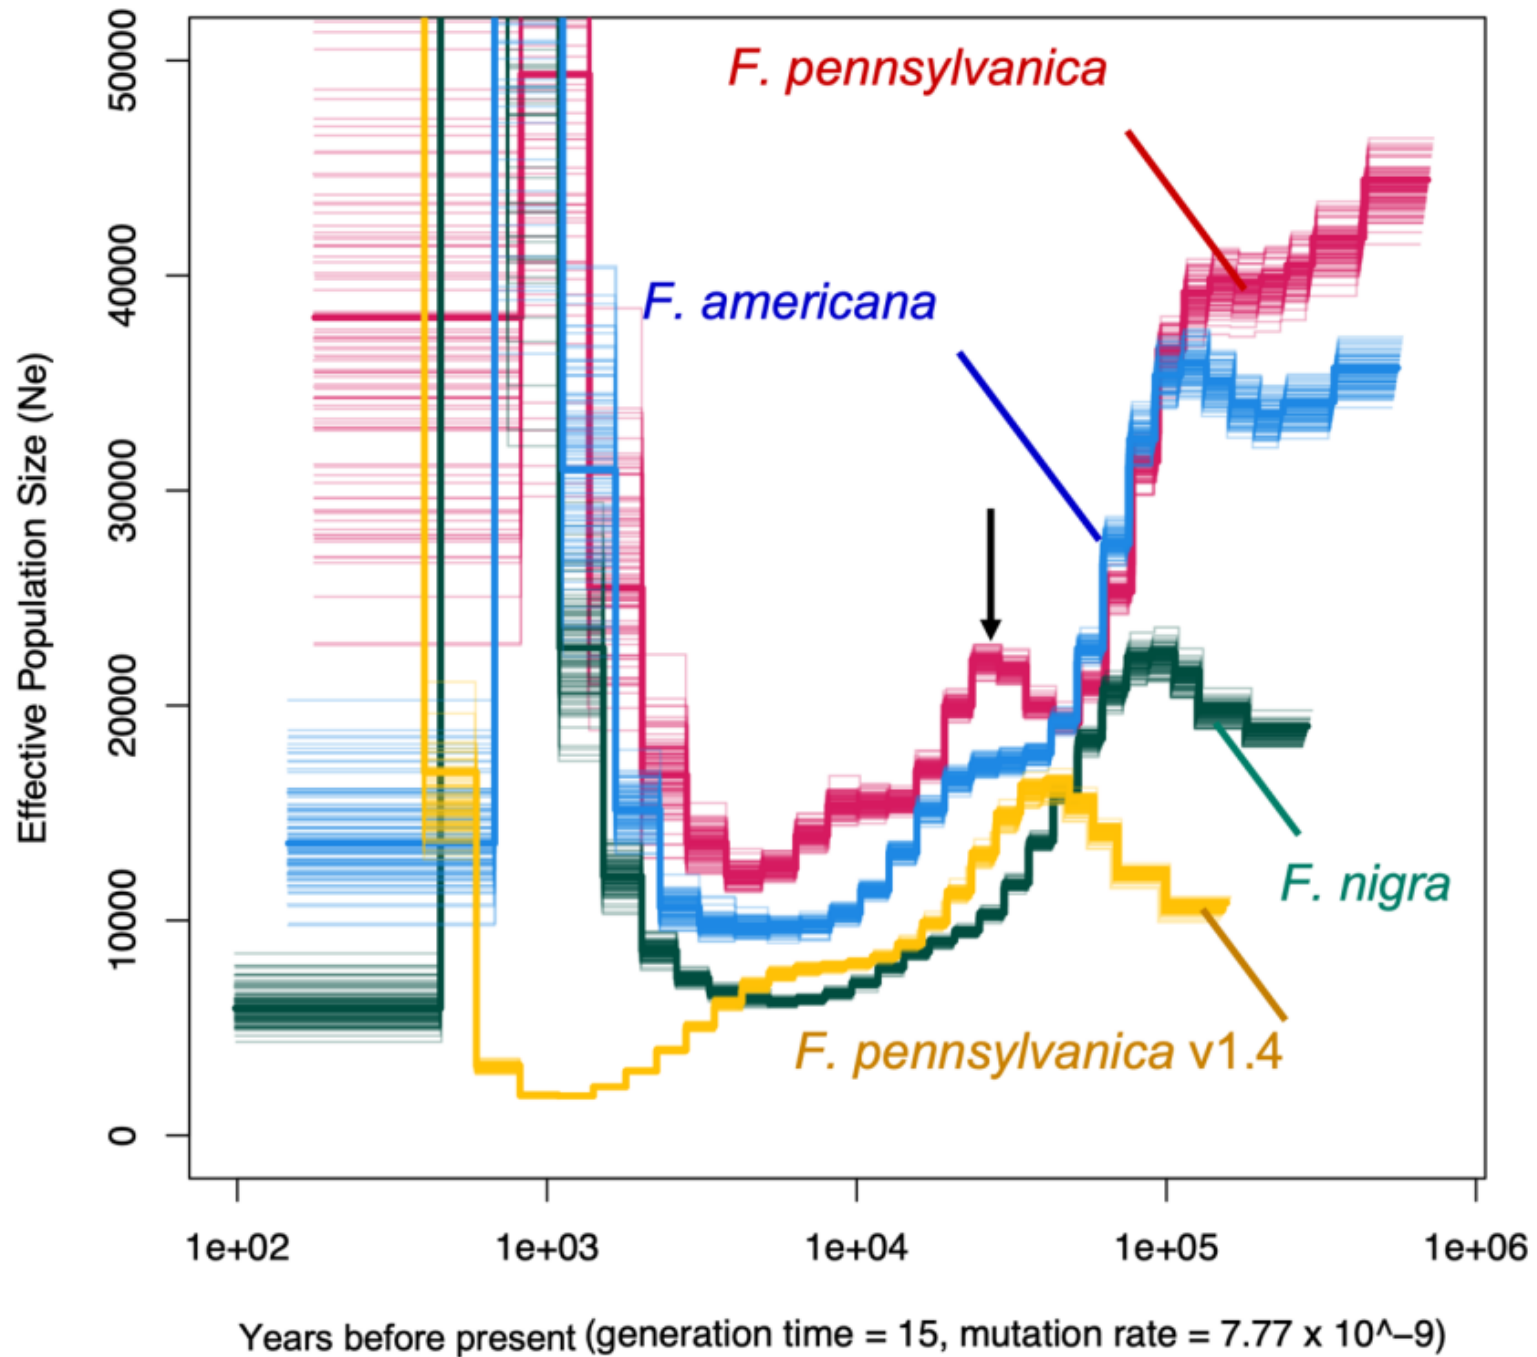 F. pennsylvanica
F. americana
F. nigra
F. pennsylvanica v1.4
Effective Population Size (Ne)
50000
40000
30000
20000
10000
0
1e+02 1e+03 1e+04 1e+05 1e+06
Years before present (generation time = 15, mutation rate = 7.77 x 10^–9)